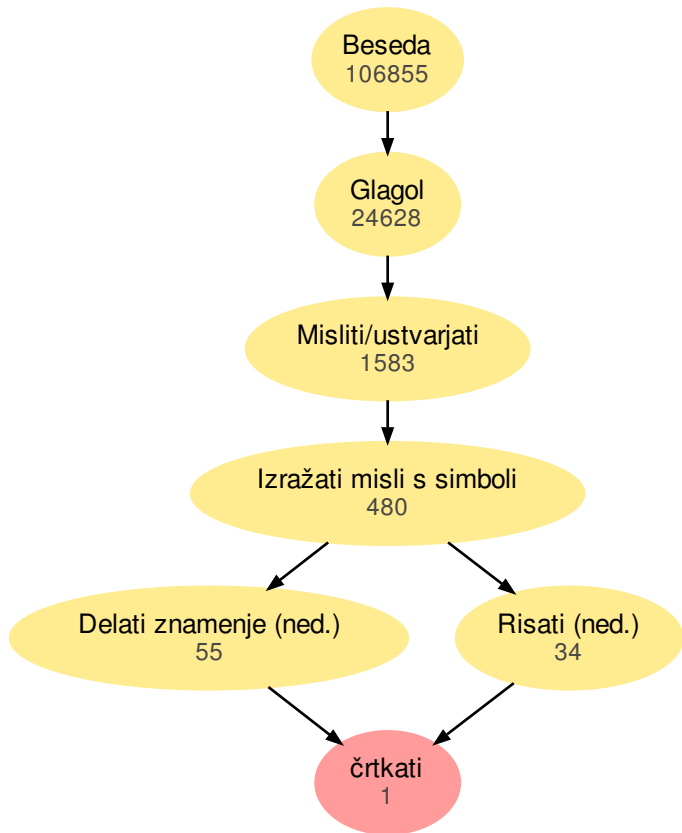 Beseda
106855
Glagol
24628
Misliti/ustvarjati
1583
Izražati misli s simboli
480
Delati znamenje (ned.)
55
Risati (ned.)
34
črtkati
1